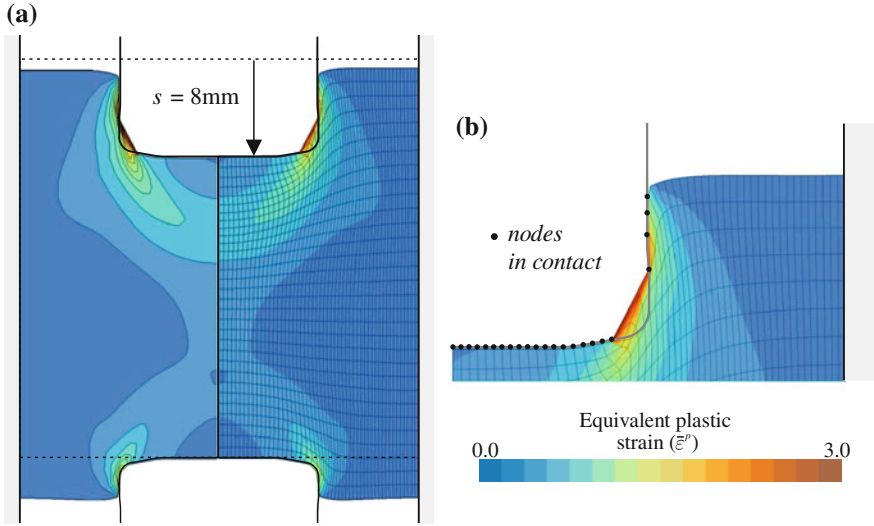 (a)
s = 8mm
(b)
• nodes
in contact
Equivalent plastic
strain (ε̄ᵖ)
0.0
3.0